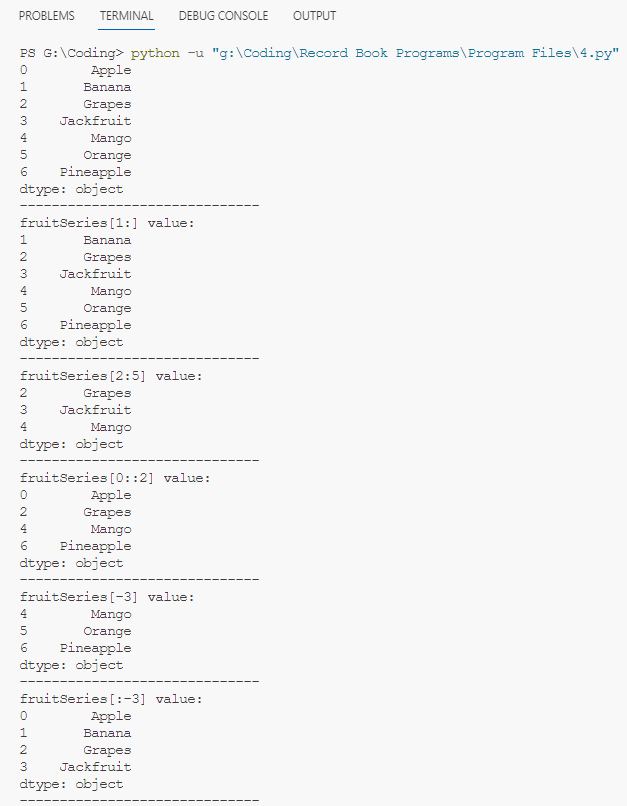 PROBLEMS TERMINAL DEBUG CONSOLE OUTPUT
PS G:\Coding> python -u "g:\Coding\Record Book Programs\Program Files\4.py"
0        Apple
1       Banana
2       Grapes
3    Jackfruit
4        Mango
5       Orange
6    Pineapple
dtype: object
------------------------------
fruitSeries[1:] value:
1       Banana
2       Grapes
3    Jackfruit
4        Mango
5       Orange
6    Pineapple
dtype: object
------------------------------
fruitSeries[2:5] value:
2       Grapes
3    Jackfruit
4        Mango
dtype: object
------------------------------
fruitSeries[0::2] value:
0        Apple
2       Grapes
4        Mango
6    Pineapple
dtype: object
------------------------------
fruitSeries[-3] value:
4        Mango
5       Orange
6    Pineapple
dtype: object
------------------------------
fruitSeries[:-3] value:
0        Apple
1       Banana
2       Grapes
3    Jackfruit
dtype: object
------------------------------